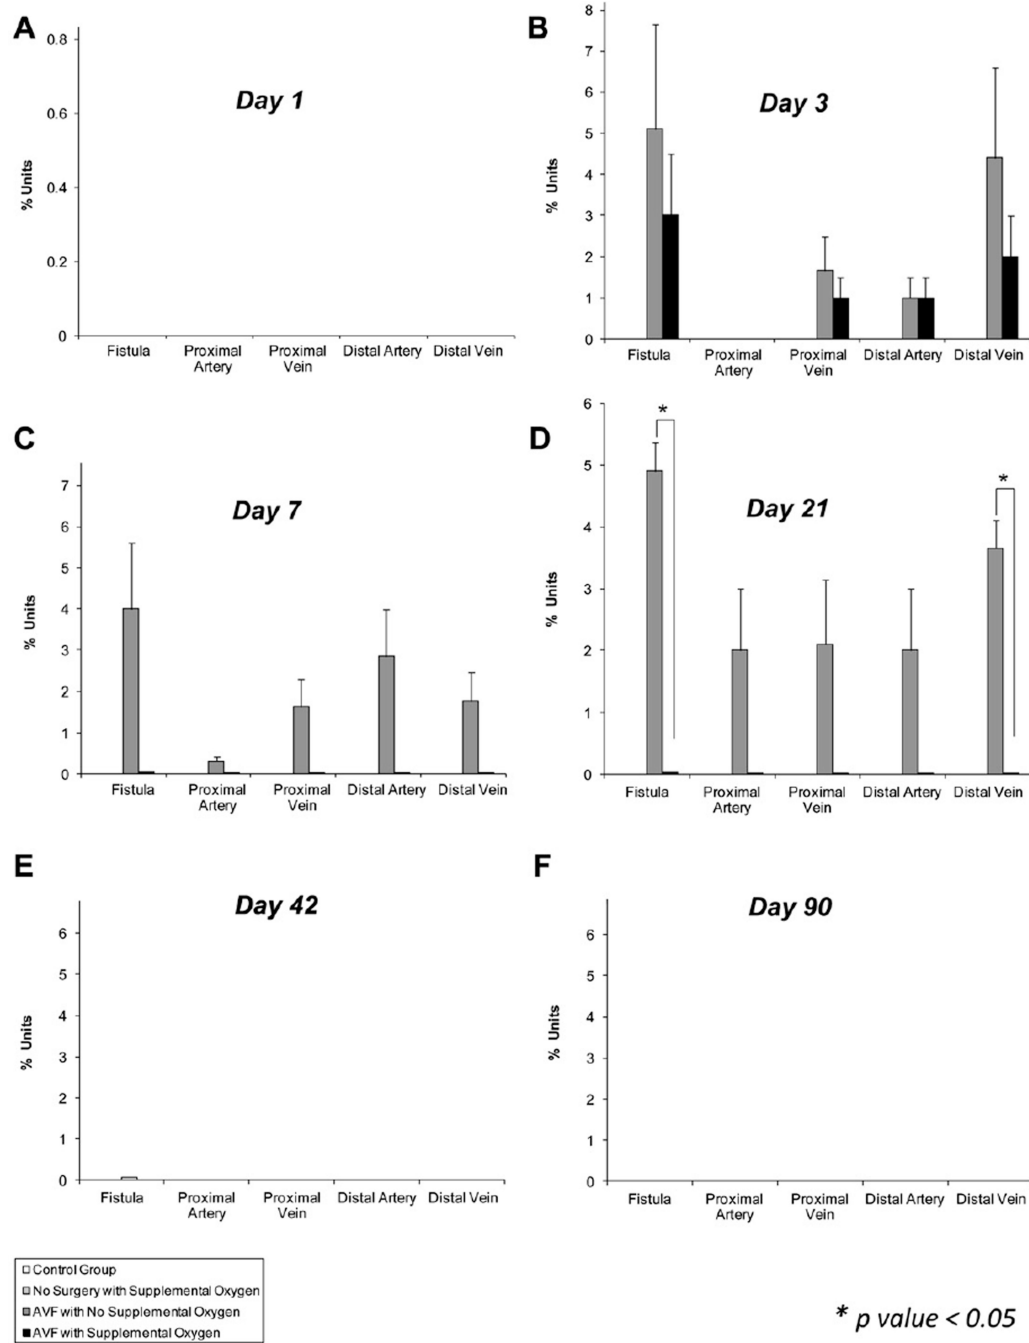 A
Day 1
% Units
0.8
0.6
0.4
0.2
0
Fistula
Proximal
Artery
Proximal
Vein
Distal Artery
Distal Vein
B
Day 3
% Units
8
7
6
5
4
3
2
1
0
Fistula
Proximal
Artery
Proximal
Vein
Distal Artery
Distal Vein
C
Day 7
% Units
7
6
5
4
3
2
1
0
Fistula
Proximal
Artery
Proximal
Vein
Distal Artery
Distal Vein
D
Day 21
% Units
6
5
4
3
2
1
0
*
*
Fistula
Proximal
Artery
Proximal
Vein
Distal Artery
Distal Vein
E
Day 42
% Units
6
5
4
3
2
1
0
Fistula
Proximal
Artery
Proximal
Vein
Distal Artery
Distal Vein
F
Day 90
% Units
6
5
4
3
2
1
0
Fistula
Proximal
Artery
Proximal
Vein
Distal Artery
Distal Vein
Control Group
No Surgery with Supplemental Oxygen
AVF with No Supplemental Oxygen
AVF with Supplemental Oxygen
* p value < 0.05